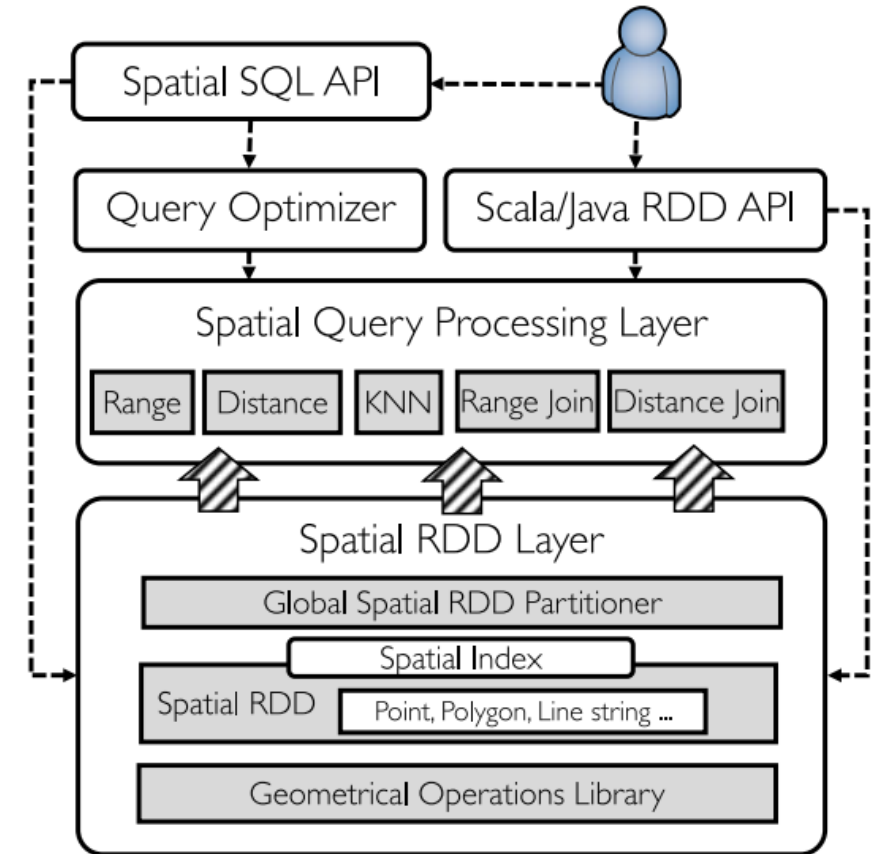 Spatial SQL API
Query Optimizer
Scala/Java RDD API
Spatial Query Processing Layer
Range
Distance
KNN
Range Join
Distance Join
Spatial RDD Layer
Global Spatial RDD Partitioner
Spatial Index
Spatial RDD
Point, Polygon, Line string ...
Geometrical Operations Library